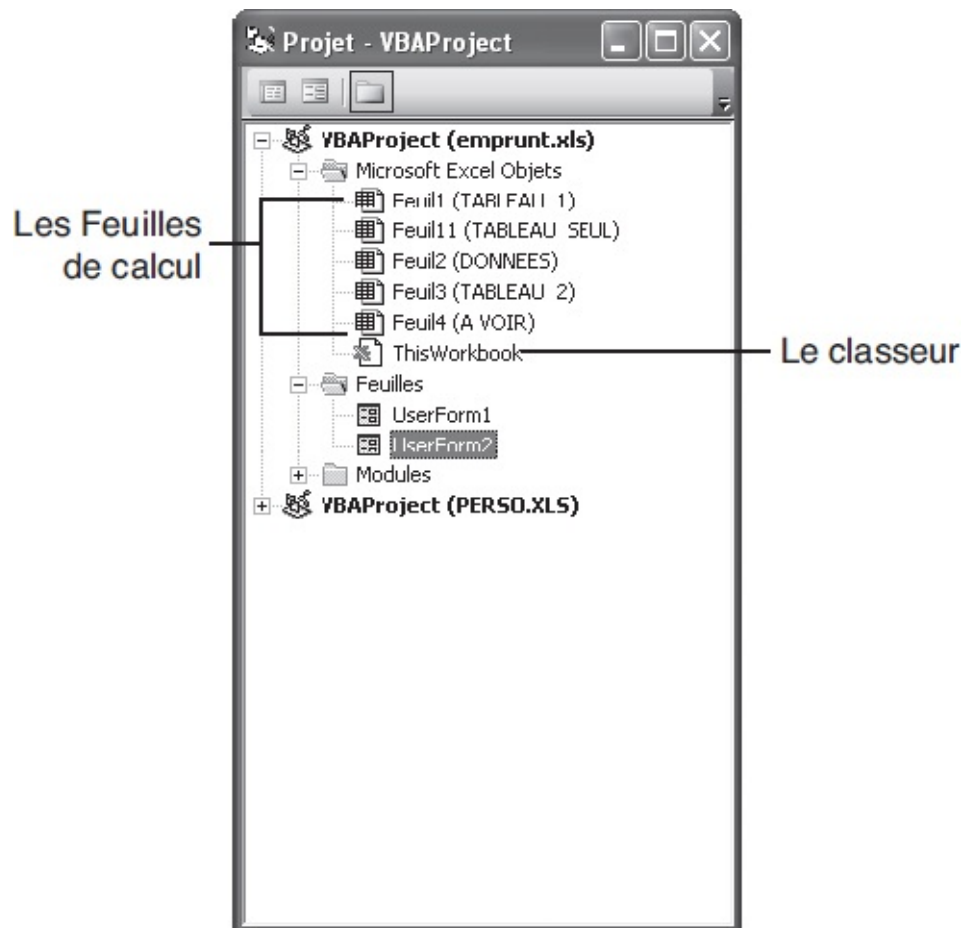 Projet - VBAProject
VBAProject (emprunt.xls)
Microsoft Excel Objets
Feuil1 (TABLEAU 1)
Feuil11 (TABLEAU SEUL)
Feuil2 (DONNEES)
Feuil3 (TABLEAU 2)
Feuil4 (A VOIR)
ThisWorkbook
Feuilles
UserForm1
UserForm2
Modules
VBAProject (PERSO.XLS)
Les Feuilles
de calcul
Le classeur